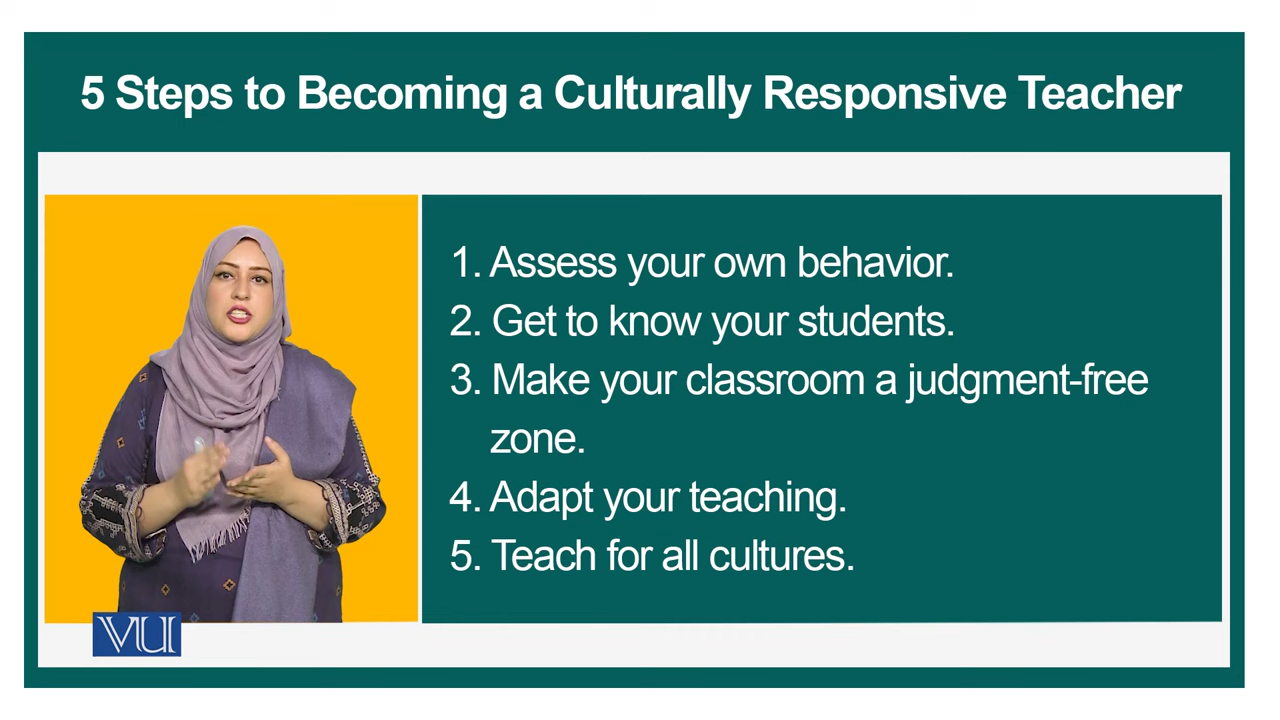 5 Steps to Becoming a Culturally Responsive Teacher
1. Assess your own behavior.
2. Get to know your students.
3. Make your classroom a judgment-free
zone.
4. Adapt your teaching.
5. Teach for all cultures.
VU